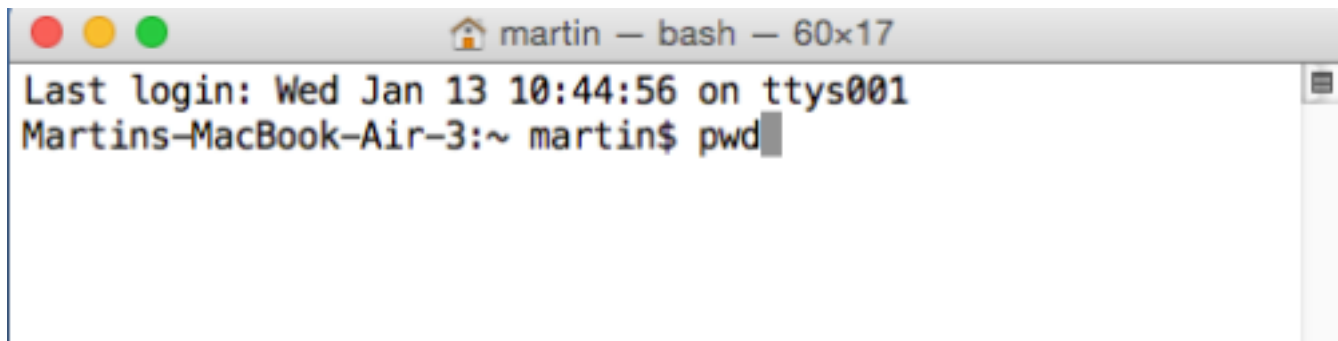 martin — bash — 60×17
Last login: Wed Jan 13 10:44:56 on ttys001
Martins-MacBook-Air-3:~ martin$ pwd